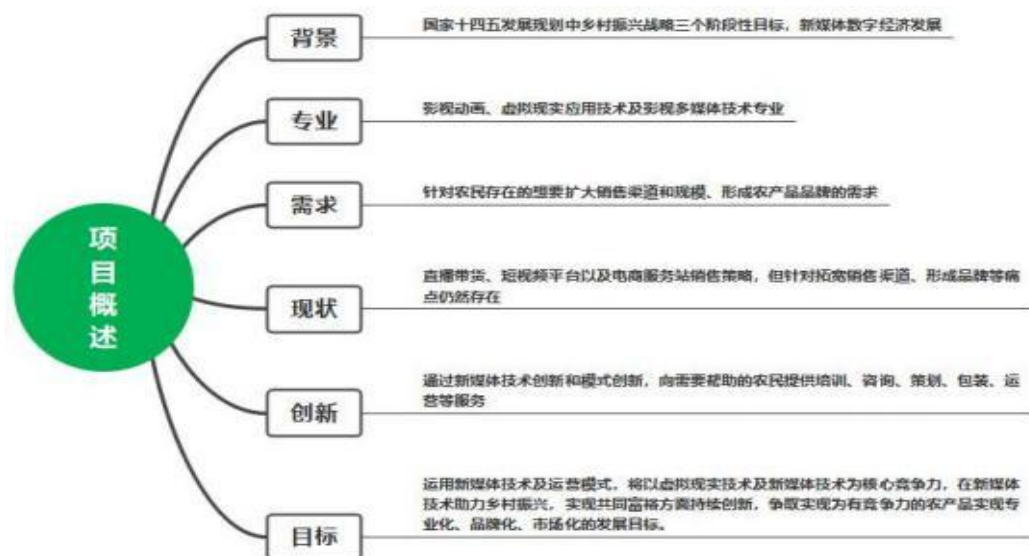 项目概述
背景
国家十四五发展规划中乡村振兴战略三个阶段性目标，新媒体数字经济发展
专业
影视动画、虚拟现实应用技术及影视多媒体技术专业
需求
针对农民存在的想要扩大销售渠道和规模、形成农产品品牌的需求
现状
直播带货、短视频平台以及电商服务站销售策略，但针对拓宽销售渠道、形成品牌等痛
点仍然存在
创新
通过新媒体技术创新和模式创新，向需要帮助的农民提供培训、咨询、策划、包装、运
营等服务
目标
运用新媒体技术及运营模式，将以虚拟现实技术及新媒体技术为核心竞争力，在新媒体
技术助力乡村振兴，实现共同富裕方面持续创新，争取实现为有竞争力的农产品实现专
业化、品牌化、市场化的发展目标。